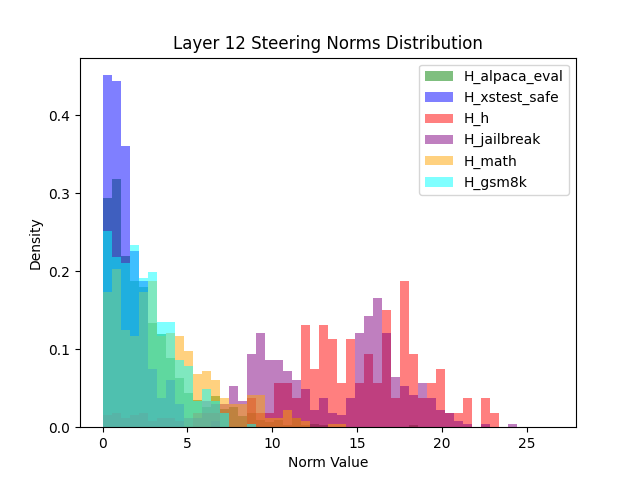 Layer 12 Steering Norms Distribution
H_alpaca_eval
H_xstest_safe
H_h
H_jailbreak
H_math
H_gsm8k
Density
0.4
0.3
0.2
0.1
0.0
0 5 10 15 20 25
Norm Value